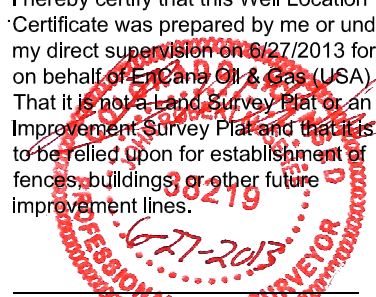 I hereby certify that this Well Location
Certificate was prepared by me or und
my direct supervision on 6/27/2013 for
on behalf of EnCana Oil & Gas (USA)
That it is not a Land Survey Plat or an
Improvement Survey Plat and that it is
to be relied upon for establishment of
fences, buildings, or other future
improvement lines.
38219
6-27-2013